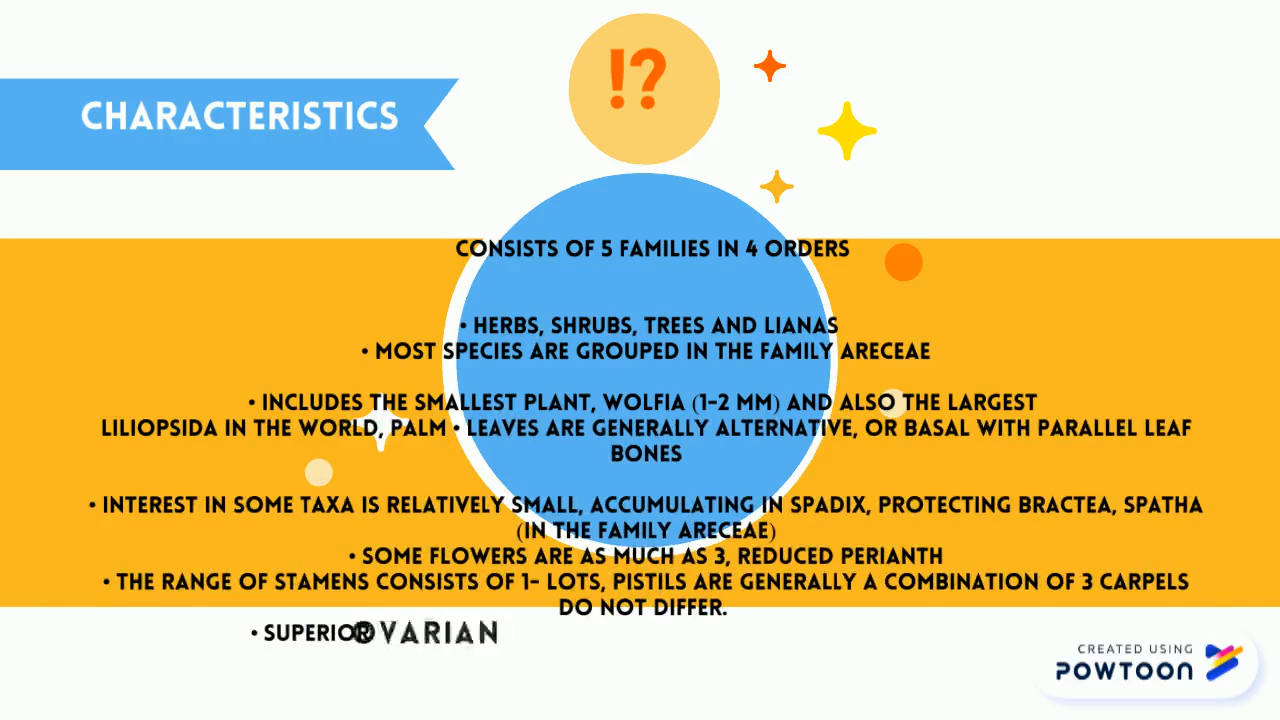 !?
CHARACTERISTICS
CONSISTS OF 5 FAMILIES IN 4 ORDERS
• HERBS, SHRUBS, TREES AND LIANAS
• MOST SPECIES ARE GROUPED IN THE FAMILY ARECEAE
• INCLUDES THE SMALLEST PLANT, WOLFIA (1-2 MM) AND ALSO THE LARGEST
LILIOPSIDA IN THE WORLD, PALM • LEAVES ARE GENERALLY ALTERNATIVE, OR BASAL WITH PARALLEL LEAF
BONES
• INTEREST IN SOME TAXA IS RELATIVELY SMALL, ACCUMULATING IN SPADIX, PROTECTING BRACTEA, SPATHA
(IN THE FAMILY ARECEAE)
• SOME FLOWERS ARE AS MUCH AS 3, REDUCED PERIANTH
• THE RANGE OF STAMENS CONSISTS OF 1- LOTS, PISTILS ARE GENERALLY A COMBINATION OF 3 CARPELS
DO NOT DIFFER.
• SUPERIOR OVARIAN
CREATED USING
POWTOON